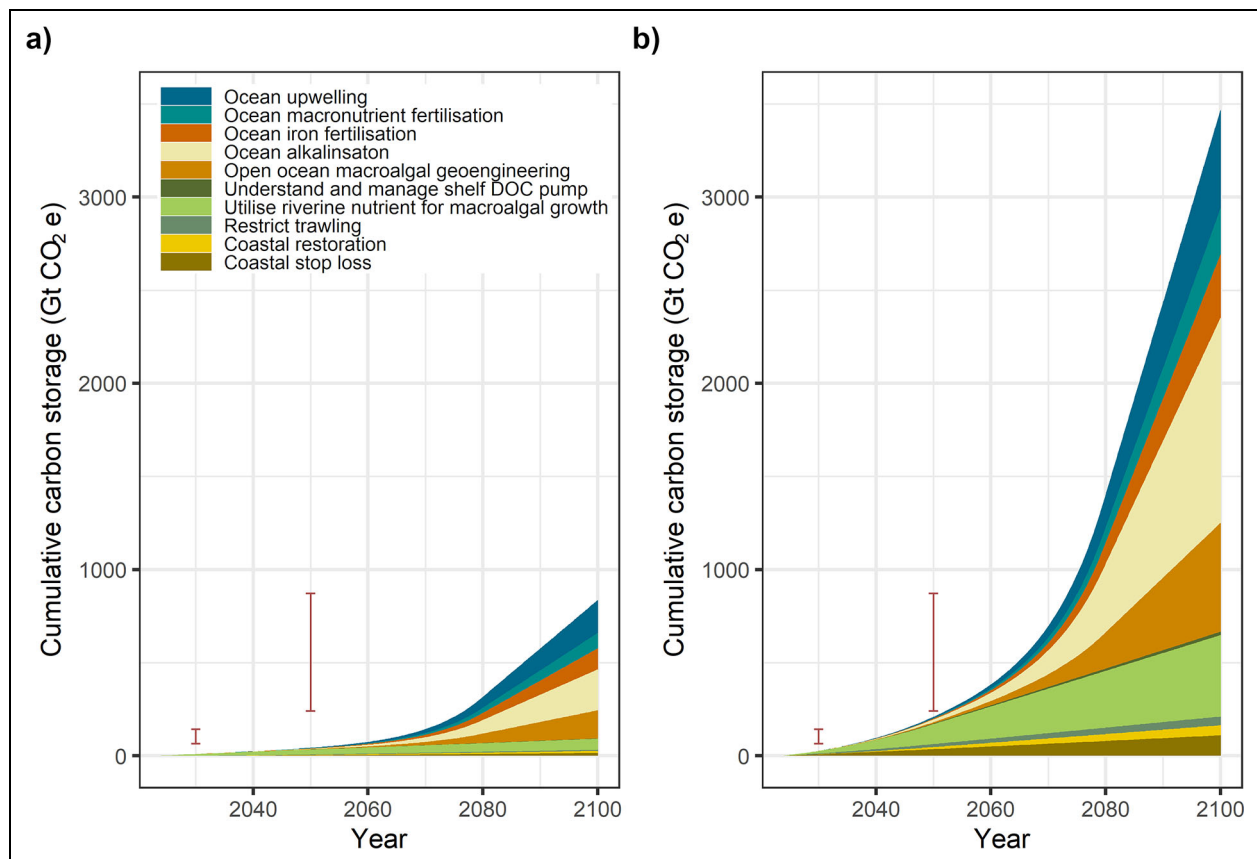 a)
Cumulative carbon storage (Gt CO₂ e)
3000
2000
1000
0
Ocean upwelling
Ocean macronutrient fertilisation
Ocean iron fertilisation
Ocean alkalinsaton
Open ocean macroalgal geoengineering
Understand and manage shelf DOC pump
Utilise riverine nutrient for macroalgal growth
Restrict trawling
Coastal restoration
Coastal stop loss
2040 2060 2080 2100
Year
b)
Cumulative carbon storage (Gt CO₂ e)
3000
2000
1000
0
2040 2060 2080 2100
Year